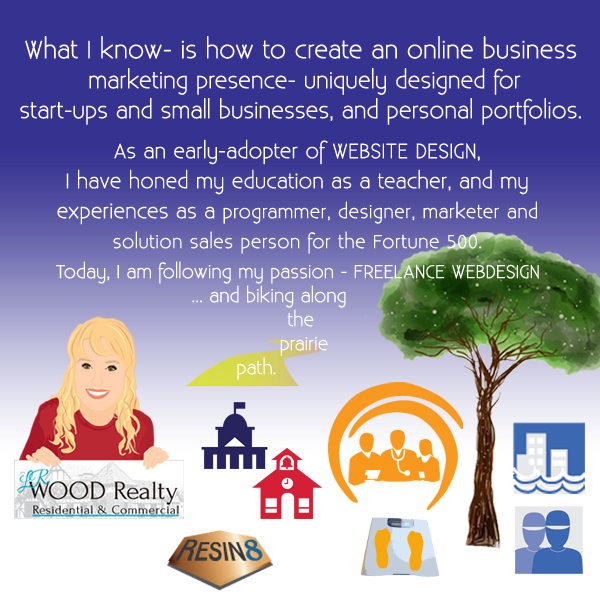 What I know- is how to create an online business
marketing presence- uniquely designed for
start-ups and small businesses, and personal portfolios.
As an early-adopter of WEBSITE DESIGN,
I have honed my education as a teacher, and my
experiences as a programmer, designer, marketer and
solution sales person for the Fortune 500.
Today, I am following my passion - FREELANCE WEBDESIGN
... and biking along
the
prairie
path.
LR
WOOD Realty
Residential & Commercial
RESIN8